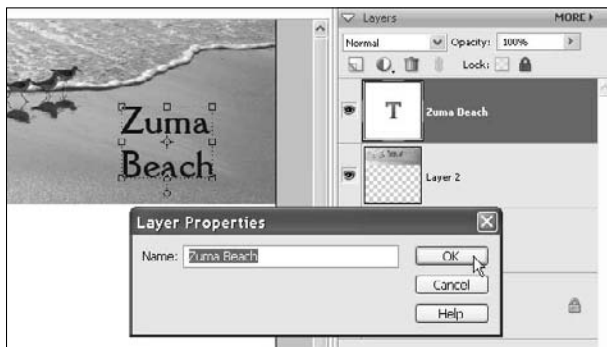 Layers MORE
Normal Opacity: 100%
Lock:
T Zuma Beach
Zuma
Beach
Layer 2
Layer Properties
Name: Zuma Beach OK
Cancel
Help